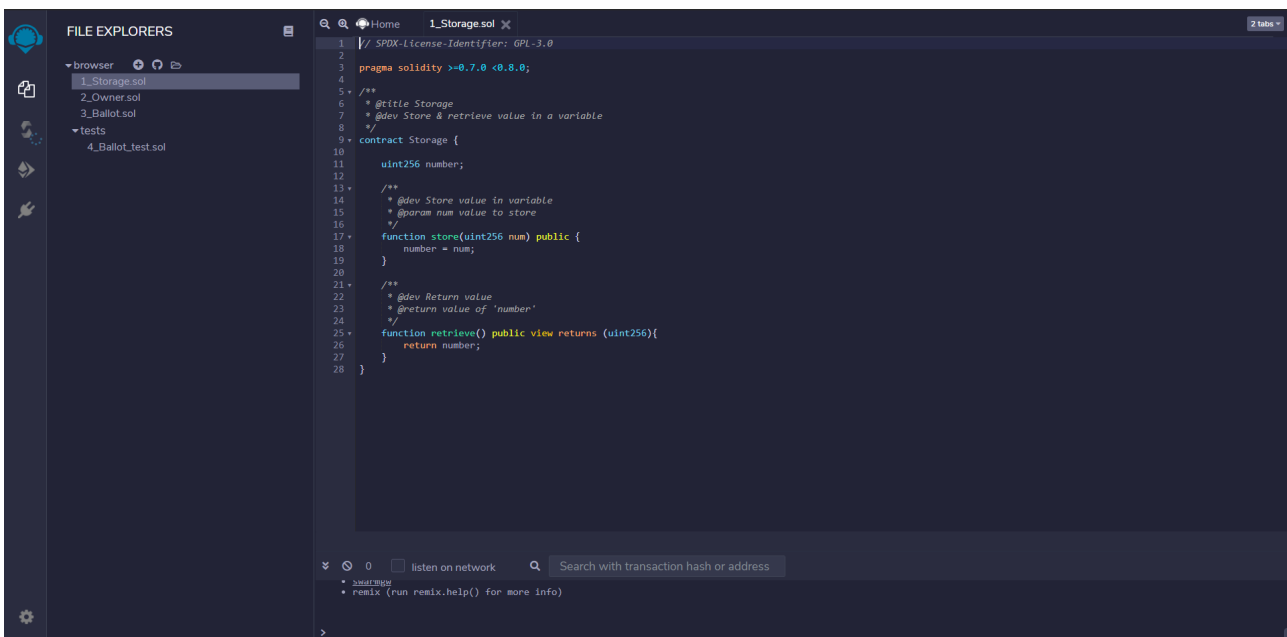 FILE EXPLORERS
browser
1_Storage.sol
2_Owner.sol
3_Ballot.sol
tests
4_Ballot_test.sol
Home
1_Storage.sol
2 tabs
1 // SPDX-License-Identifier: GPL-3.0
2
3 pragma solidity >=0.7.0 <0.8.0;
4
5 /**
6 * @title Storage
7 * @dev Store & retrieve value in a variable
8 */
9 contract Storage {
10
11 uint256 number;
12
13 /**
14 * @dev Store value in variable
15 * @param num value to store
16 */
17 function store(uint256 num) public {
18 number = num;
19 }
20
21 /**
22 * @dev Return value
23 * @return value of 'number'
24 */
25 function retrieve() public view returns (uint256){
26 return number;
27 }
28 }
0 listen on network Search with transaction hash or address
• swarmgw
• remix (run remix.help() for more info)
>